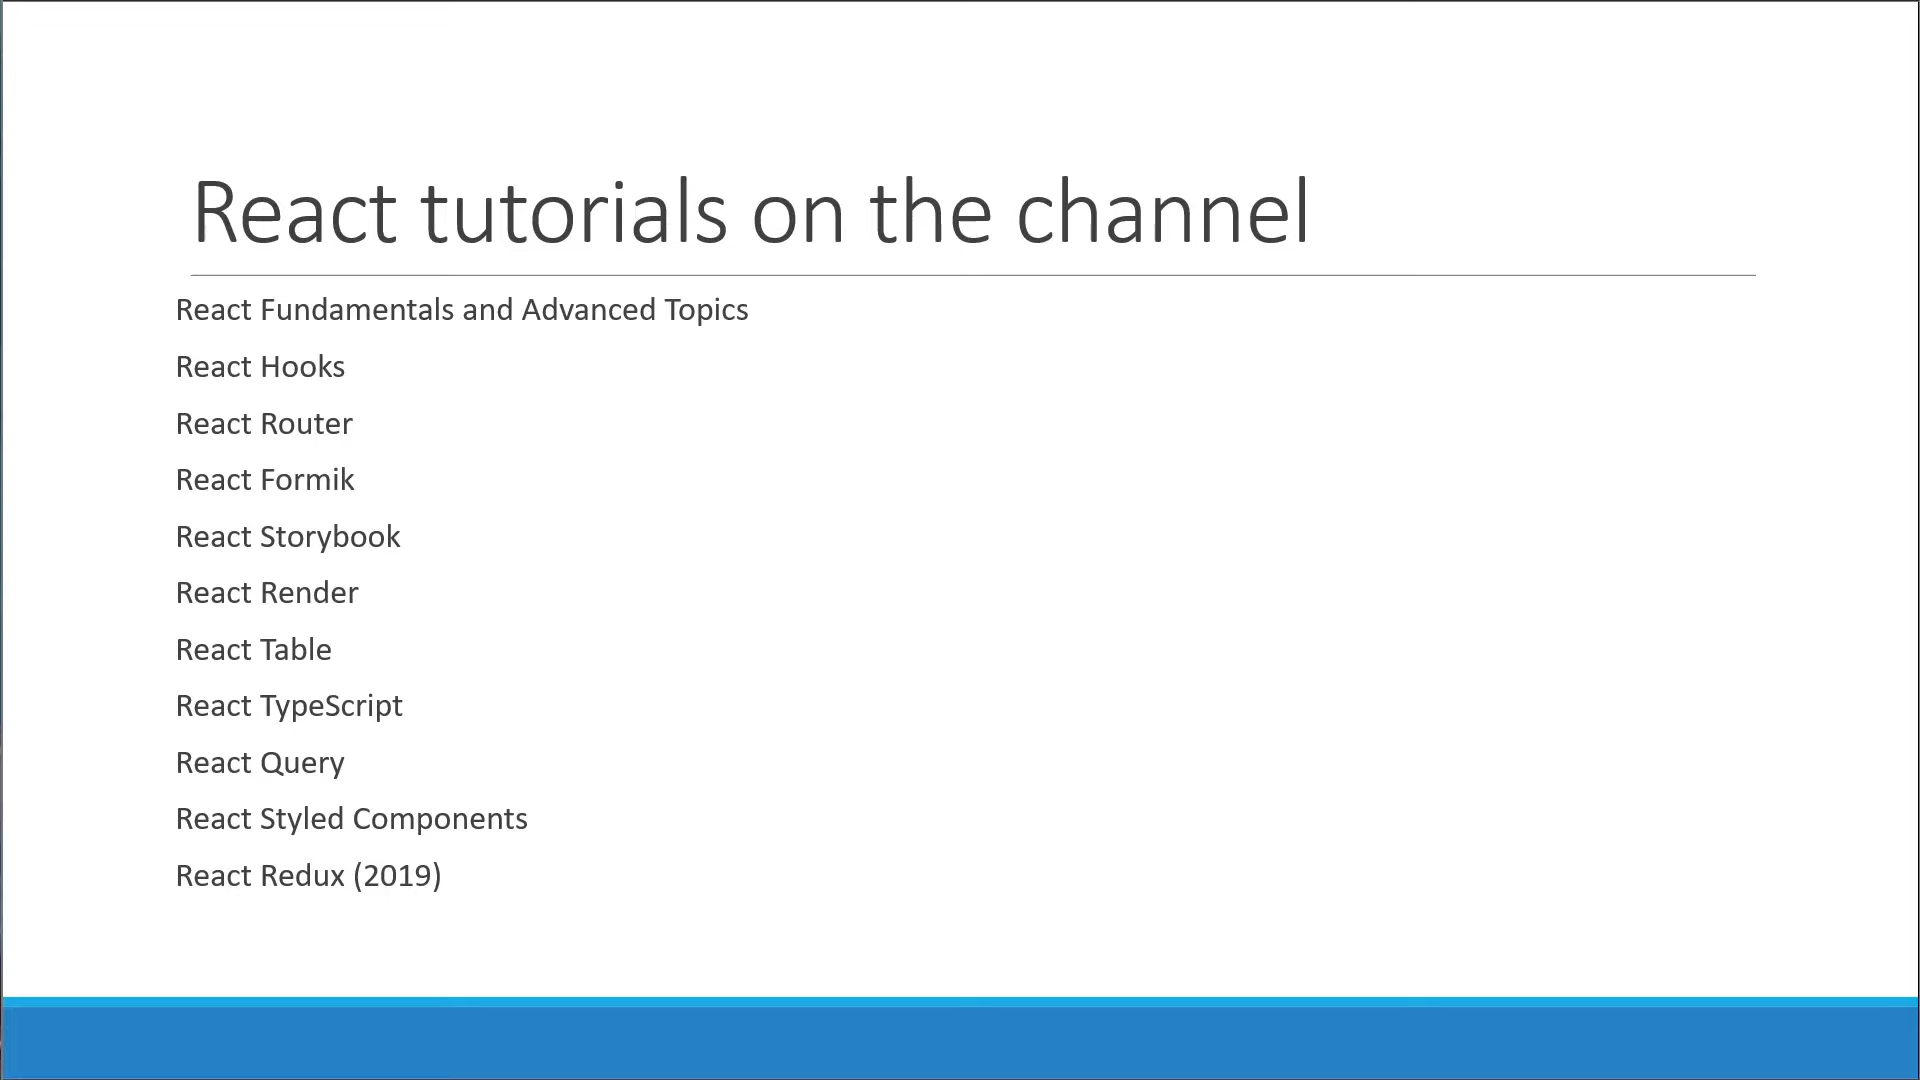 React tutorials on the channel
React Fundamentals and Advanced Topics
React Hooks
React Router
React Formik
React Storybook
React Render
React Table
React TypeScript
React Query
React Styled Components
React Redux (2019)